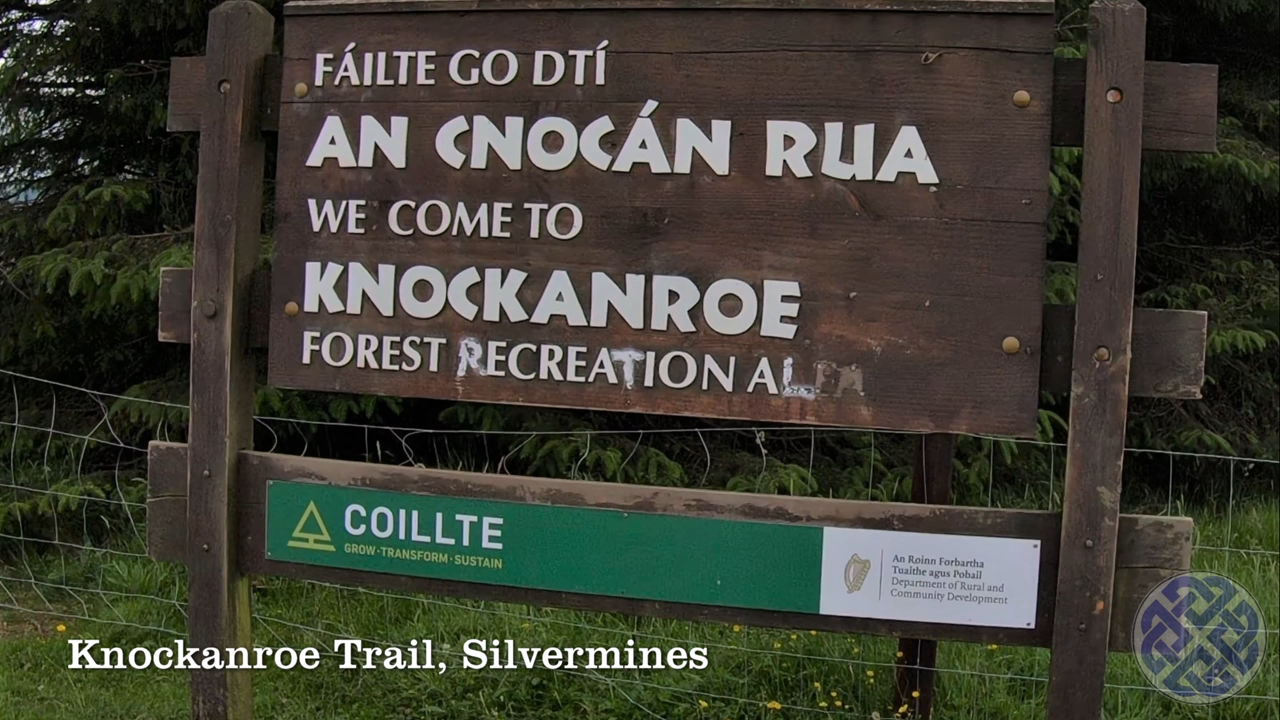 FÁILTE GO DTÍ
AN CNOCÁN RUA
WE COME TO
KNOCKANROE
FOREST RECREATION A
COILLTE
GROW·TRANSFORM·SUSTAIN
An Roinn Forbartha
Tuaithe agus Pobail
Department of Rural and
Community Development
Knockanroe Trail, Silvermines